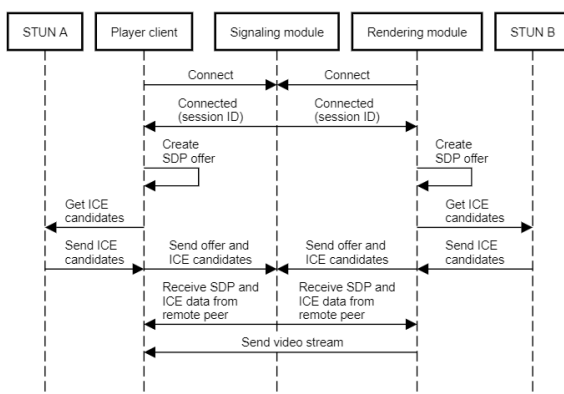 STUN A
Player client
Signaling module
Rendering module
STUN B
Connect
Connect
Connected
(session ID)
Connected
(session ID)
Create
SDP offer
Create
SDP offer
Get ICE
candidates
Get ICE
candidates
Send ICE
candidates
Send offer and
ICE candidates
Send offer and
ICE candidates
Send ICE
candidates
Receive SDP and
ICE data from
remote peer
Receive SDP and
ICE data from
remote peer
Send video stream